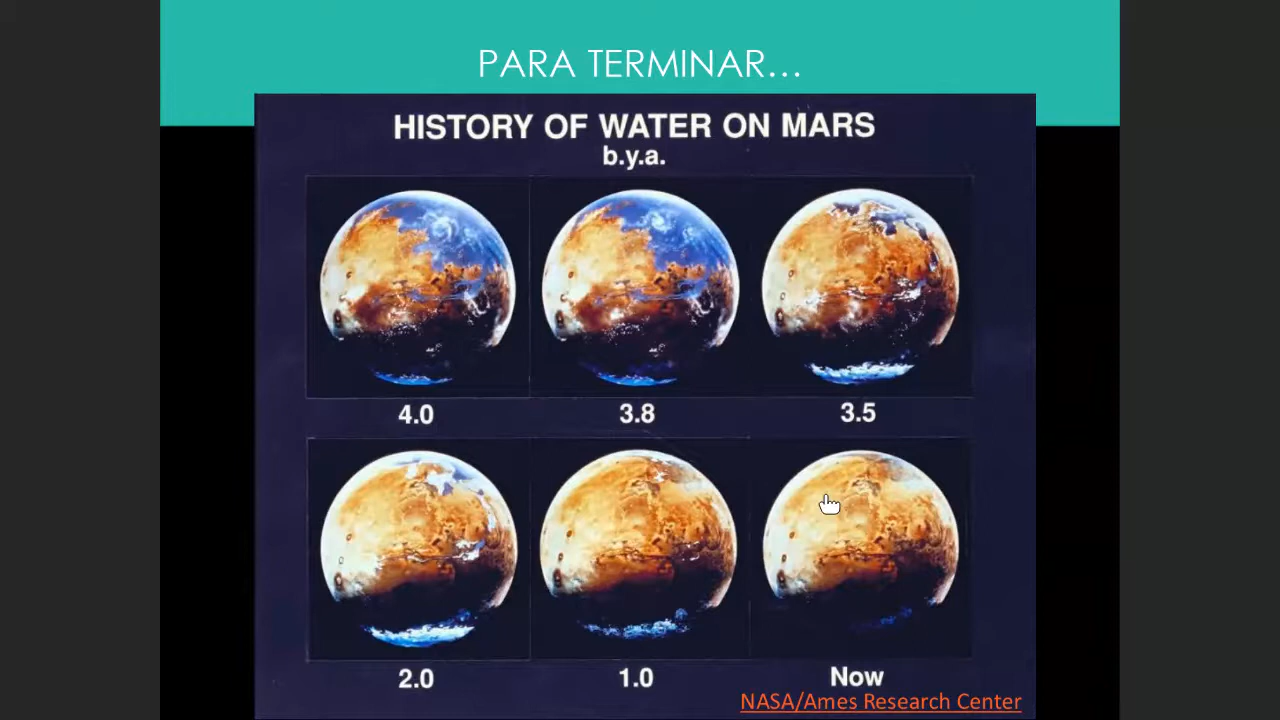 PARA TERMINAR...
HISTORY OF WATER ON MARS
b.y.a.
4.0 3.8 3.5
2.0 1.0 Now
NASA/Ames Research Center